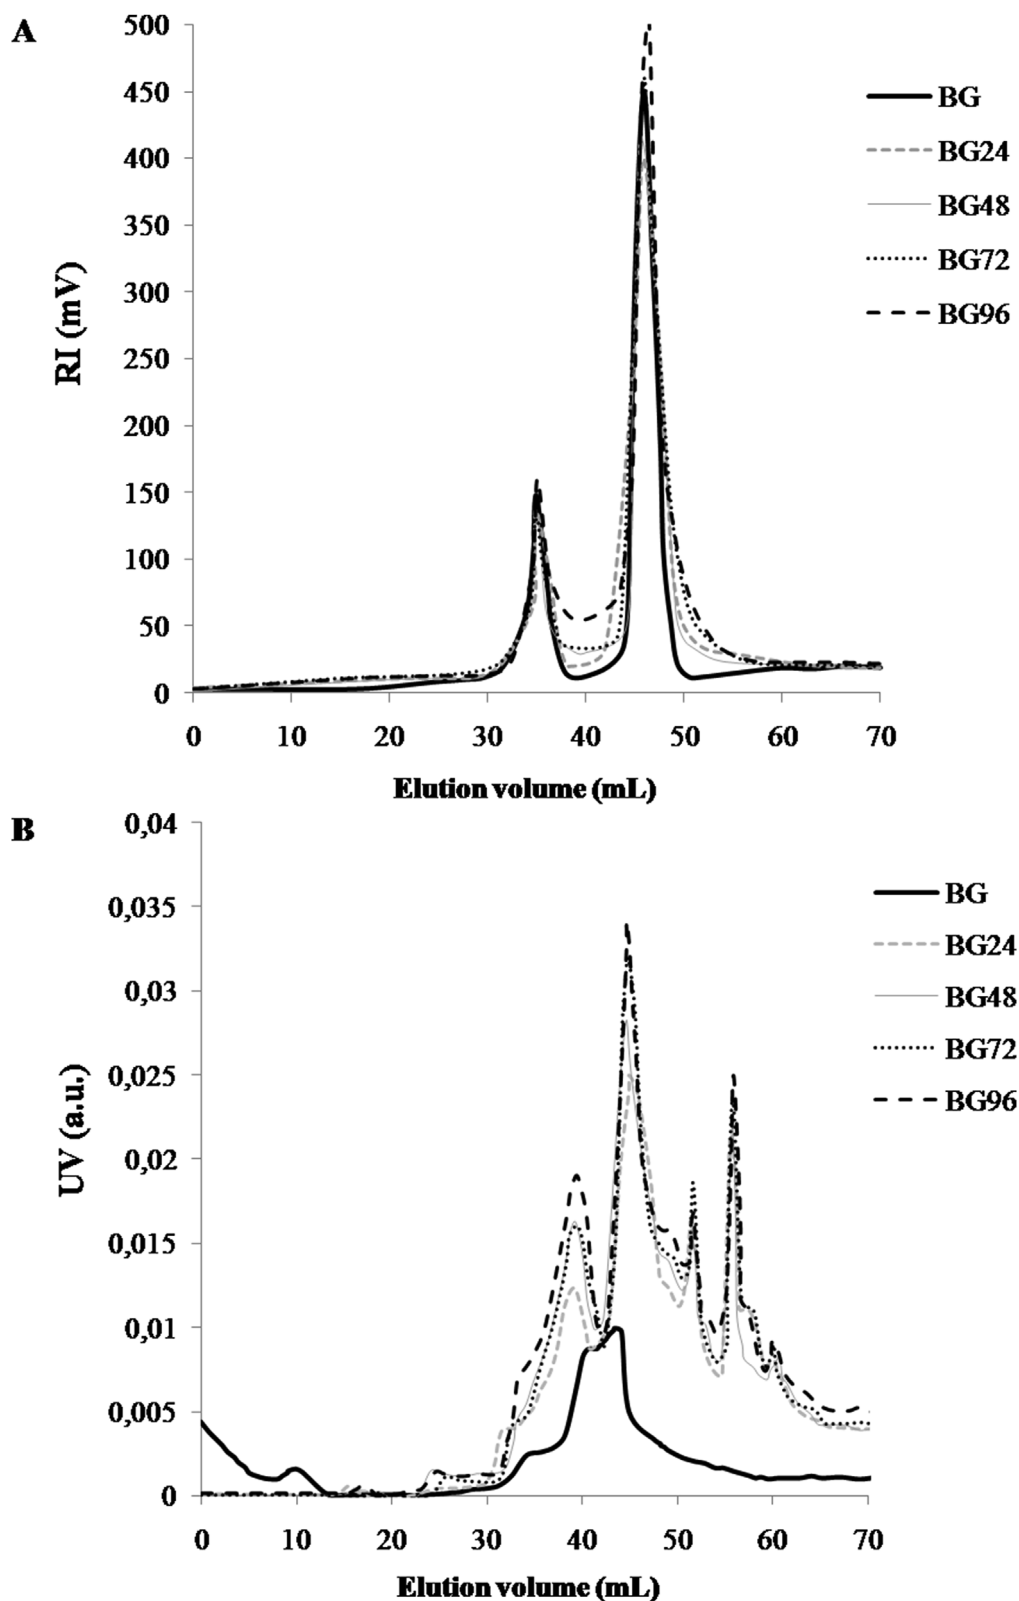 A
500
450
400
350
300
250
200
150
100
50
0
RI (mV)
0 10 20 30 40 50 60 70
Elution volume (mL)
BG
BG24
BG48
BG72
BG96
B
0,04
0,035
0,03
0,025
0,02
0,015
0,01
0,005
0
UV (a.u.)
0 10 20 30 40 50 60 70
Elution volume (mL)
BG
BG24
BG48
BG72
BG96